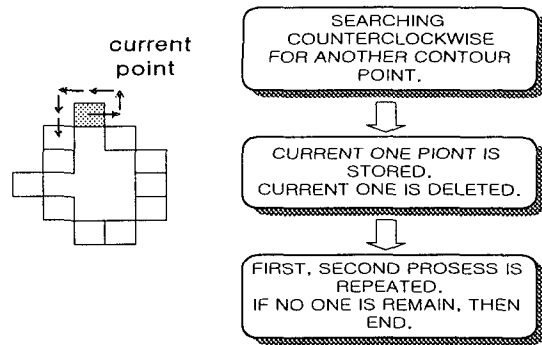 current
point
SEARCHING
COUNTERCLOCKWISE
FOR ANOTHER CONTOUR
POINT.
CURRENT ONE PIONT IS
STORED.
CURRENT ONE IS DELETED.
FIRST, SECOND PROSESS IS
REPEATED.
IF NO ONE IS REMAIN, THEN
END.